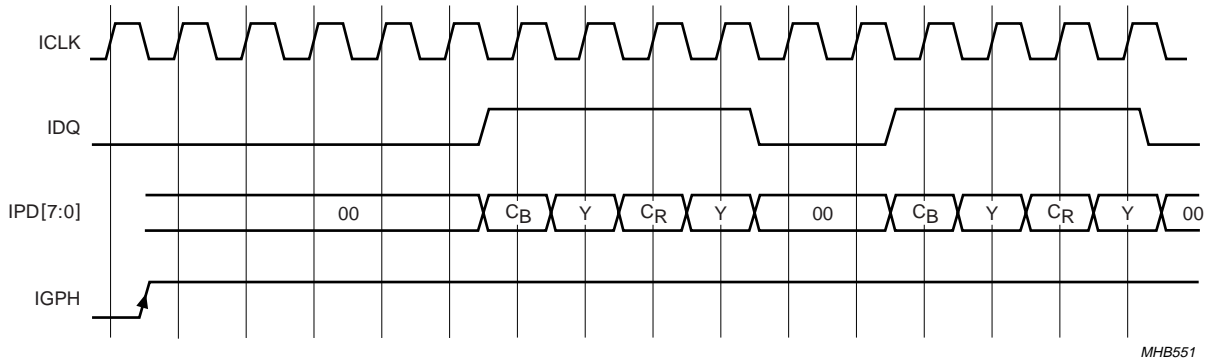 ICLK
IDQ
IPD[7:0]
00 CB Y CR Y 00 CB Y CR Y 00
IGPH
MHB551